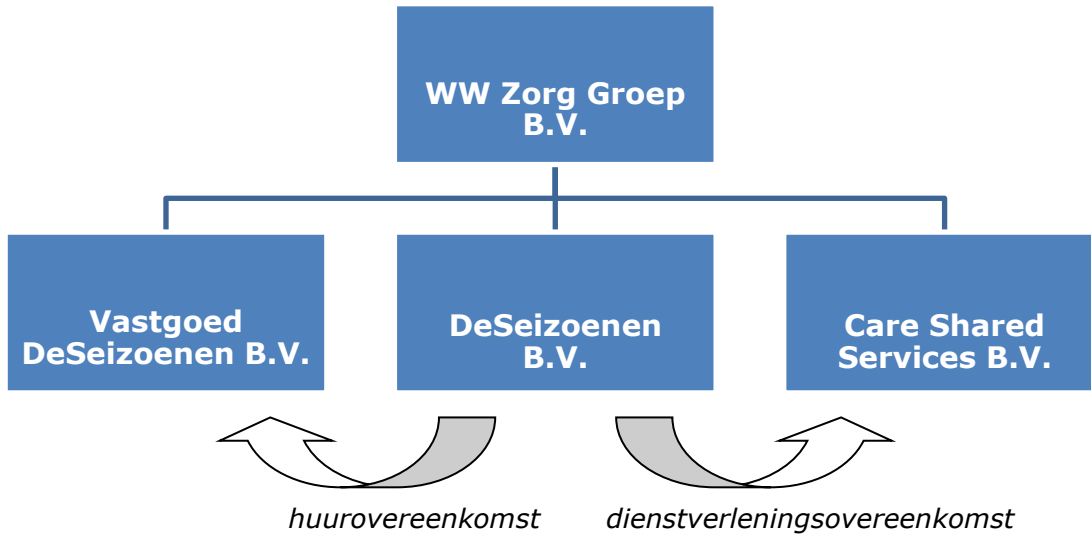 WW Zorg Groep
B.V.
Vastgoed
DeSeizoenen B.V.
DeSeizoenen
B.V.
Care Shared
Services B.V.
huurovereenkomst
dienstverleningsovereenkomst